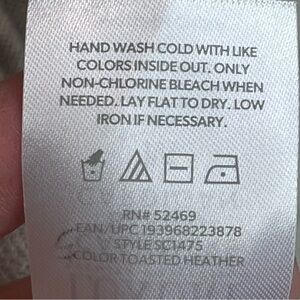 HAND WASH COLD WITH LIKE
COLORS INSIDE OUT. ONLY
NON-CHLORINE BLEACH WHEN
NEEDED. LAY FLAT TO DRY. LOW
IRON IF NECESSARY.
RN# 52469
EAN/UPC 193968223878
STYLE SC1475
COLOR TOASTED HEATHER